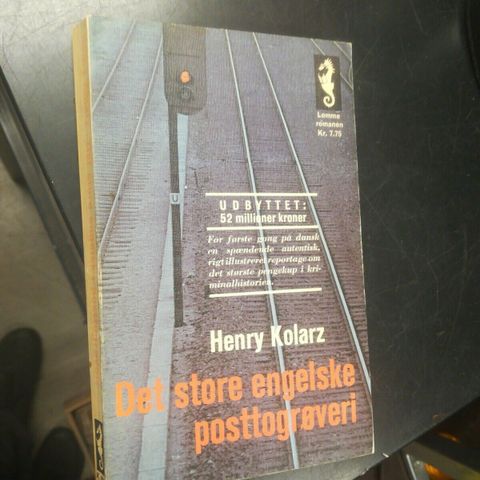 Lomme
romanen
Kr. 7.75
U
UDBYTTET:
52 millioner kroner
For første gang på dansk
en spændende autentisk,
rigt illustreret reportage om
det største pengekup i kri-
minalhistorien.
Henry Kolarz
Det store engelske
posttogrøveri